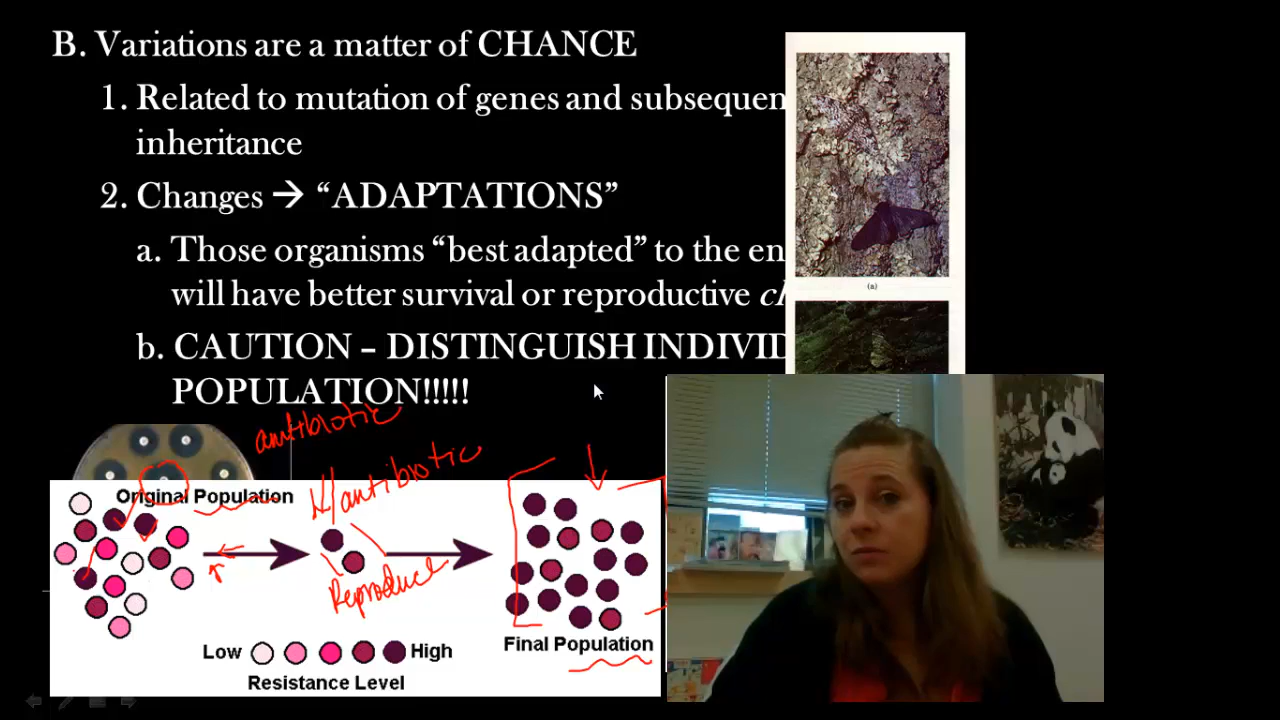 B. Variations are a matter of CHANCE
1. Related to mutation of genes and subsequen
inheritance
2. Changes → “ADAPTATIONS”
a. Those organisms “best adapted” to the en
will have better survival or reproductive
b. CAUTION – DISTINGUISH INDIVID
POPULATION!!!!!
(a)
antibiotic
antibiotic
Original Population
Reproduce
Final Population
Low High
Resistance Level